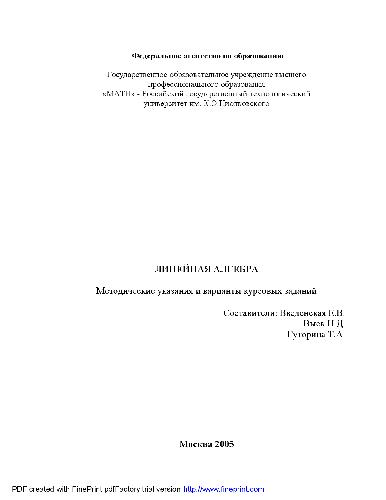 Федеральное агентство по образованию
Государственное образовательное учреждение высшего
профессионального образования
«МАТИ» - Российский государственный технологический
университет им. К.Э.Циолковского
ЛИНЕЙНАЯ АЛГЕБРА
Методические указания и варианты курсовых заданий
Составители: Введенская Е.В.
Выск Н.Д.
Гуторина Т.А.
Москва 2005
PDF created with FinePrint pdfFactory trial version http://www.fineprint.com